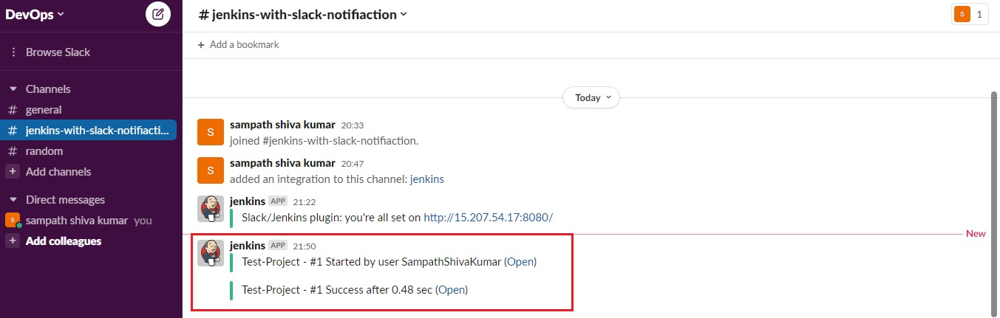 DevOps
Browse Slack
Channels
# general
# jenkins-with-slack-notifiacti...
# random
+ Add channels
Direct messages
S sampath shiva kumar you
+ Add colleagues
# jenkins-with-slack-notifiaction
S 1
+ Add a bookmark
Today
S
sampath shiva kumar 20:33
joined #jenkins-with-slack-notifiaction.
S
sampath shiva kumar 20:47
added an integration to this channel: jenkins
jenkins APP 21:22
Slack/Jenkins plugin: you're all set on http://15.207.54.17:8080/
New
jenkins APP 21:50
Test-Project - #1 Started by user SampathShivaKumar (Open)
Test-Project - #1 Success after 0.48 sec (Open)